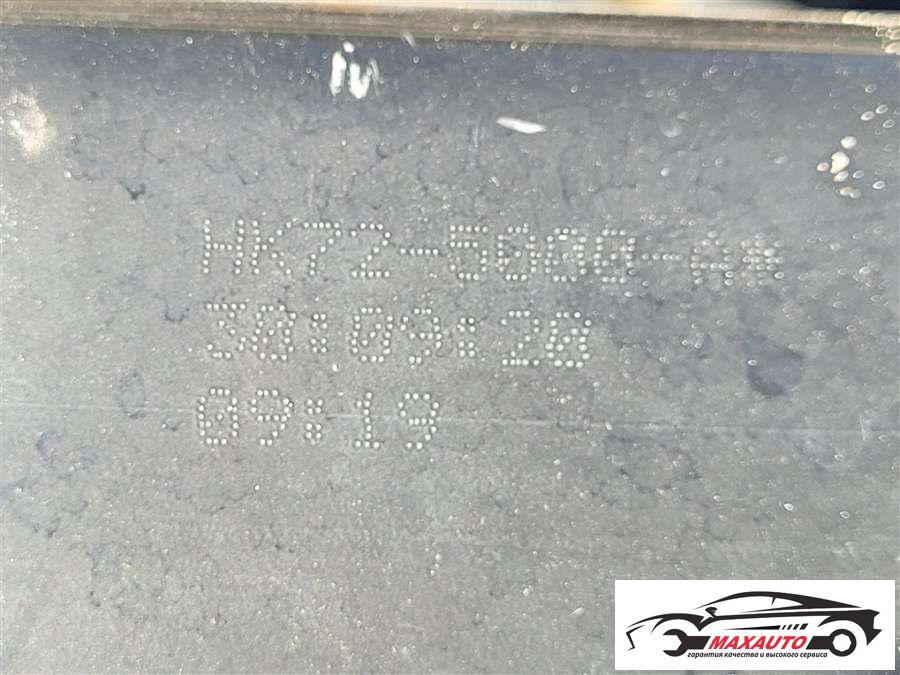 HK72-5000-A*
30:09:20
09:19
MAXAUTO
гарантия качества и высокого сервиса